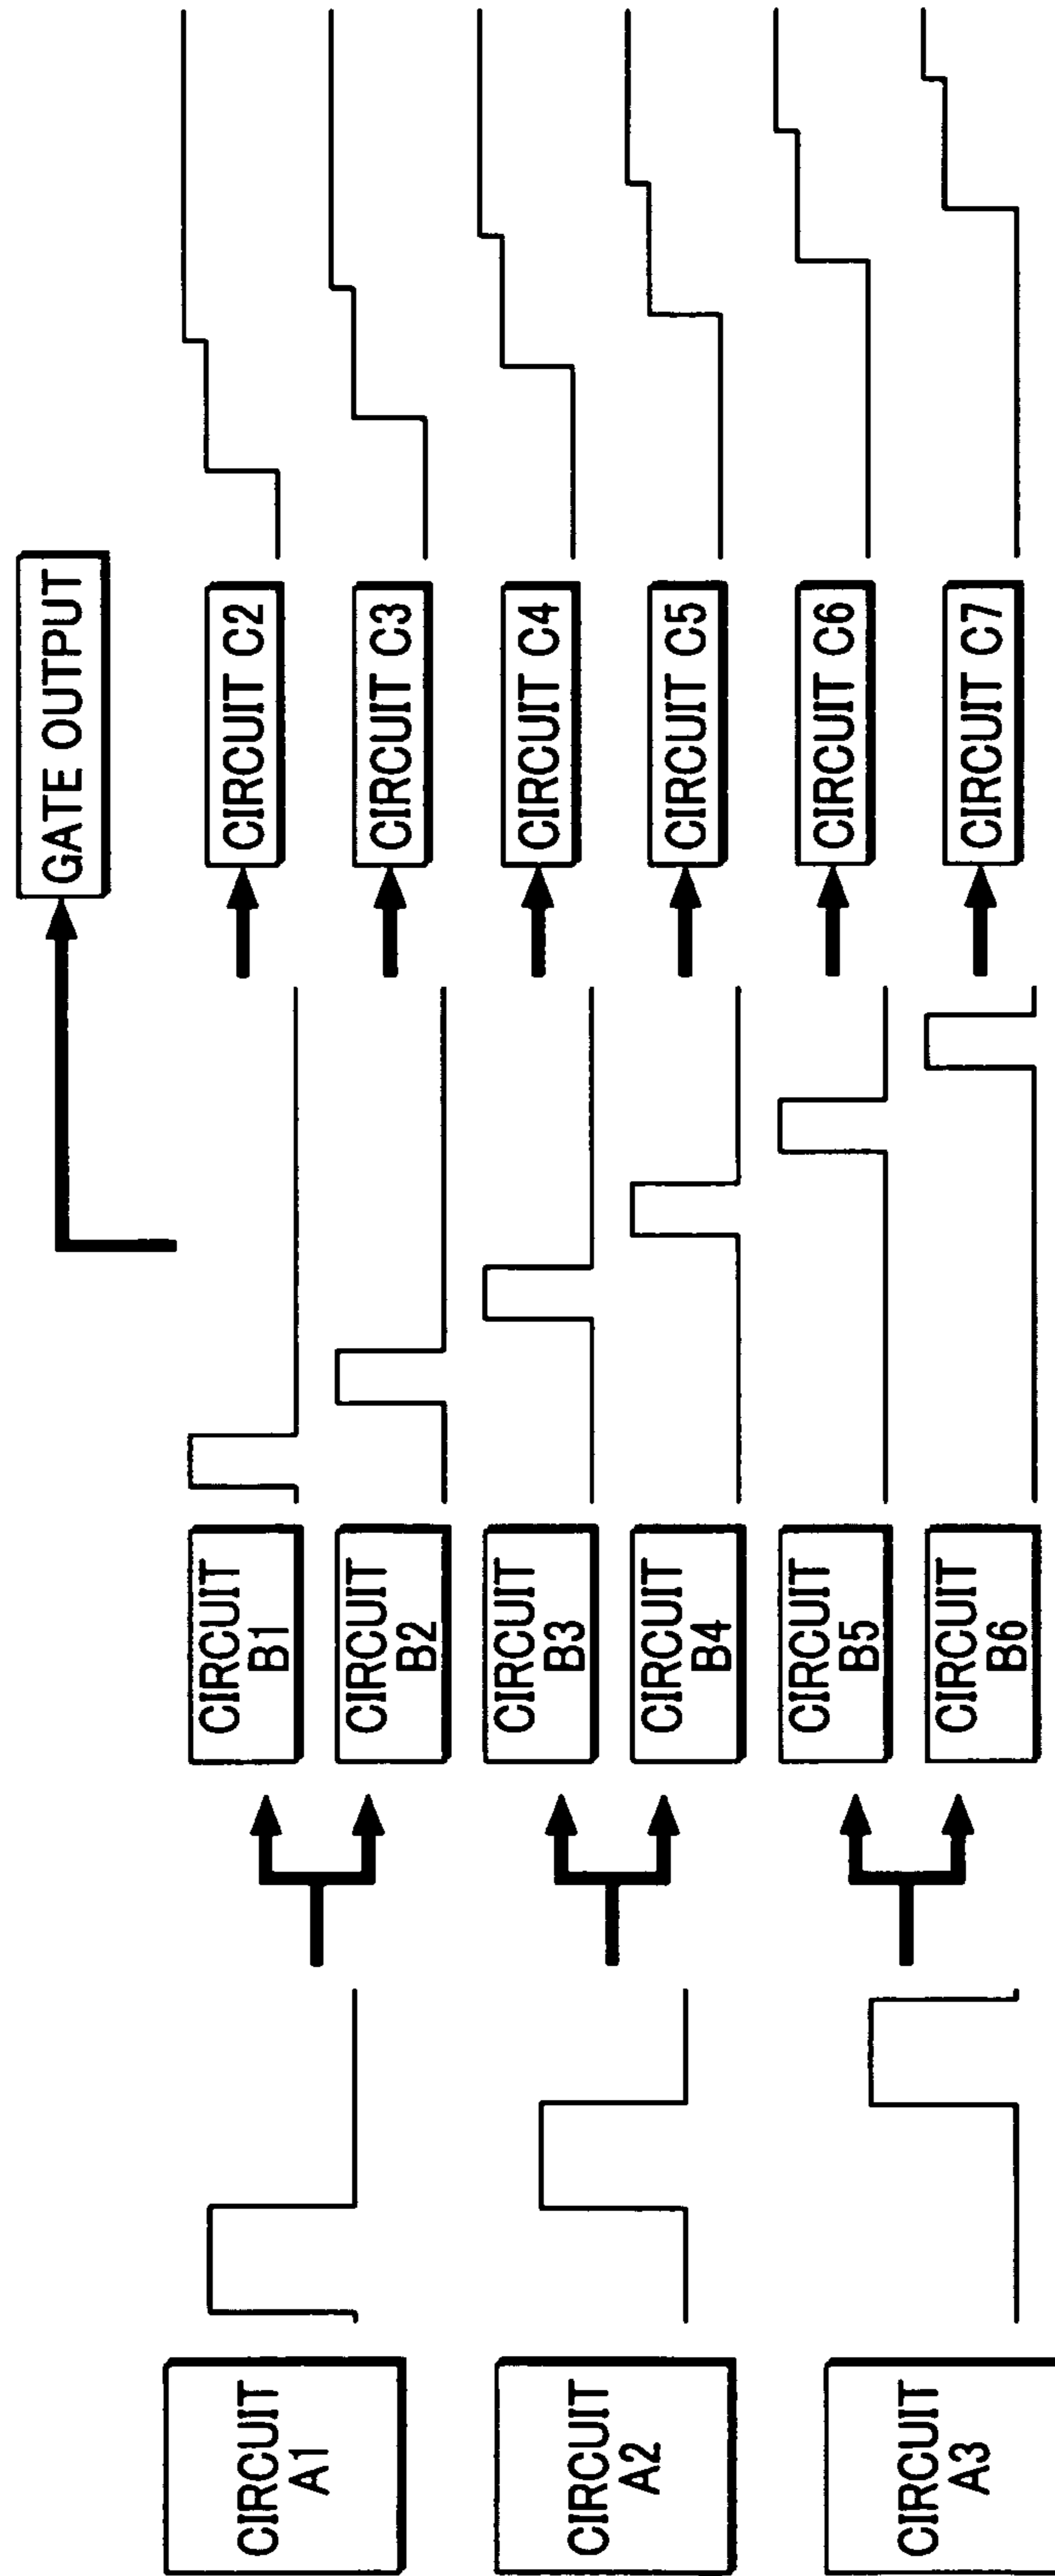 GATE OUTPUT
CIRCUIT
A1
CIRCUIT
A2
CIRCUIT
A3
CIRCUIT
B1
CIRCUIT
B2
CIRCUIT
B3
CIRCUIT
B4
CIRCUIT
B5
CIRCUIT
B6
CIRCUIT C2
CIRCUIT C3
CIRCUIT C4
CIRCUIT C5
CIRCUIT C6
CIRCUIT C7